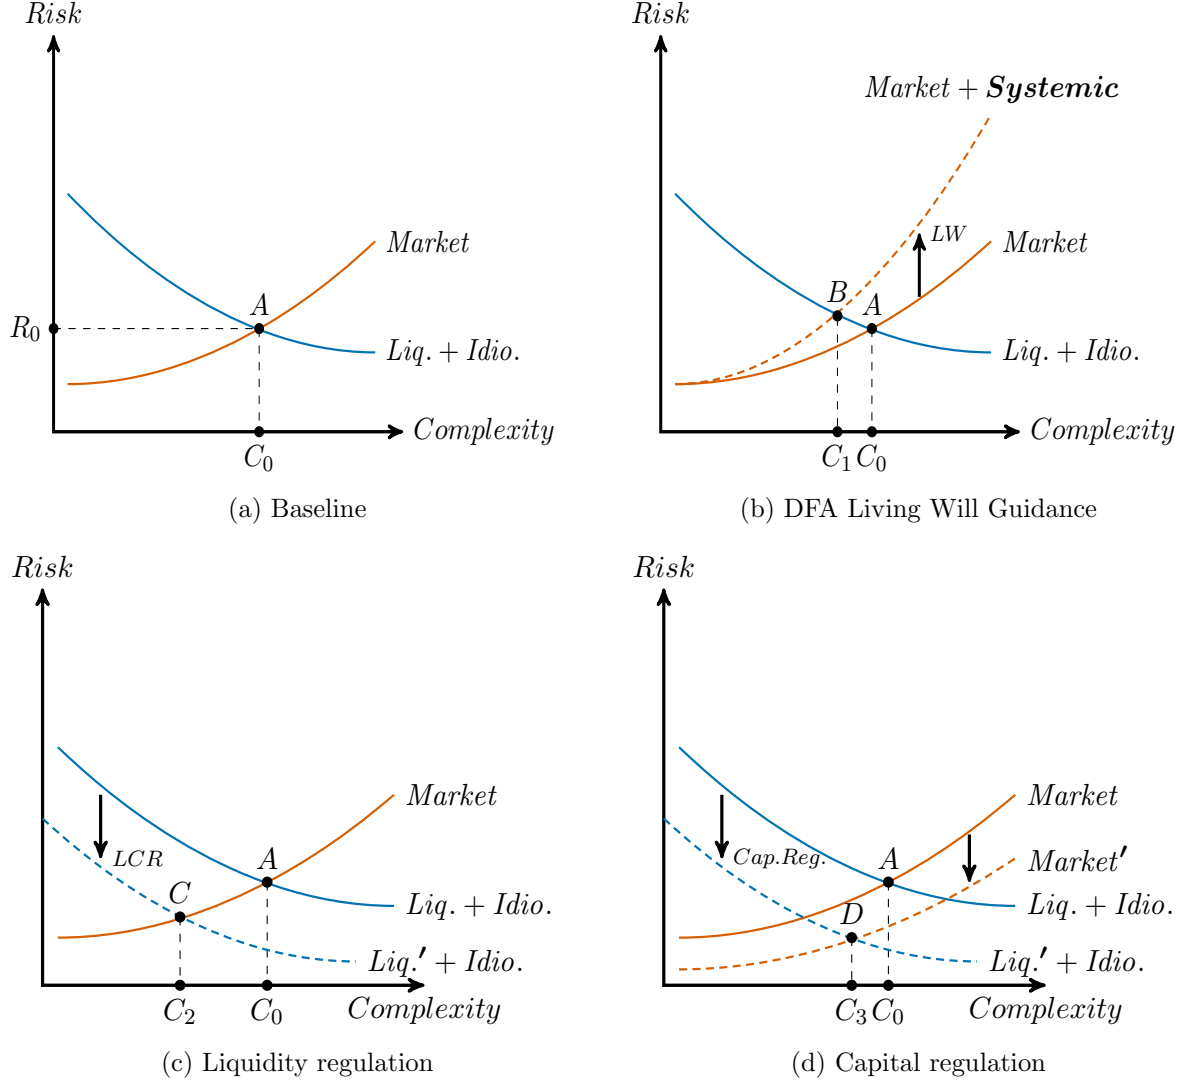 Risk
Market
A
R₀
Liq. + Idio.
Complexity
C₀
(a) Baseline
Risk
Market + Systemic
LW
Market
B
A
Liq. + Idio.
Complexity
C₁ C₀
(b) DFA Living Will Guidance
Risk
Market
LCR
A
C
Liq. + Idio.
Liq.′ + Idio.
C₂
C₀
Complexity
(c) Liquidity regulation
Risk
Market
Cap.Reg.
A
Market′
D
Liq. + Idio.
Liq.′ + Idio.
C₃ C₀
Complexity
(d) Capital regulation